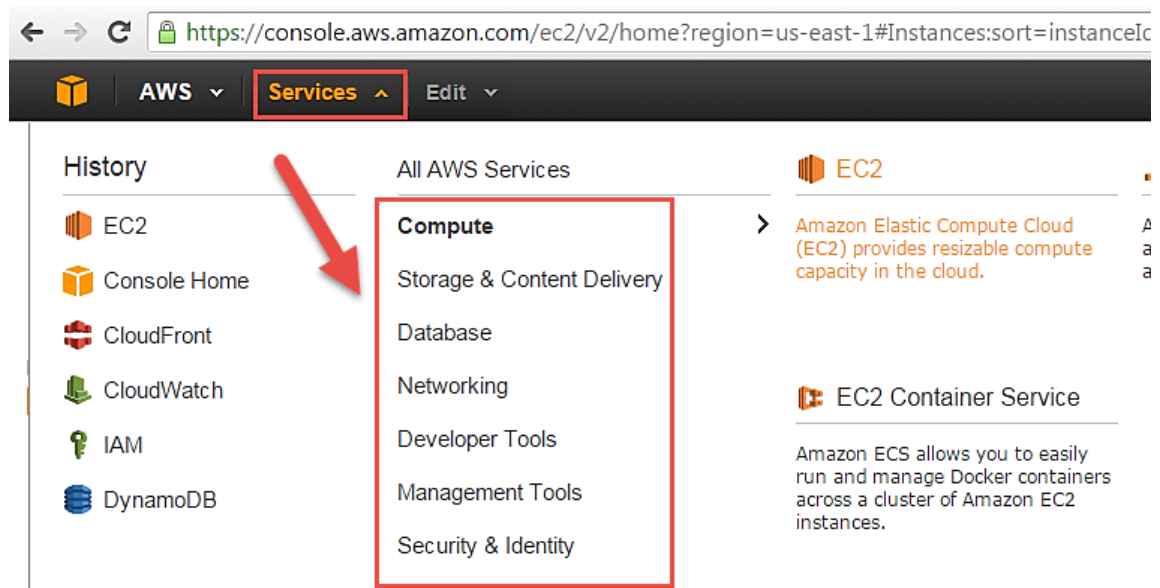 https://console.aws.amazon.com/ec2/v2/home?region=us-east-1#Instances:sort=instanceId
AWS
Services
Edit
History
EC2
Console Home
CloudFront
CloudWatch
IAM
DynamoDB
All AWS Services
Compute
Storage & Content Delivery
Database
Networking
Developer Tools
Management Tools
Security & Identity
EC2
Amazon Elastic Compute Cloud
(EC2) provides resizable compute
capacity in the cloud.
EC2 Container Service
Amazon ECS allows you to easily
run and manage Docker containers
across a cluster of Amazon EC2
instances.